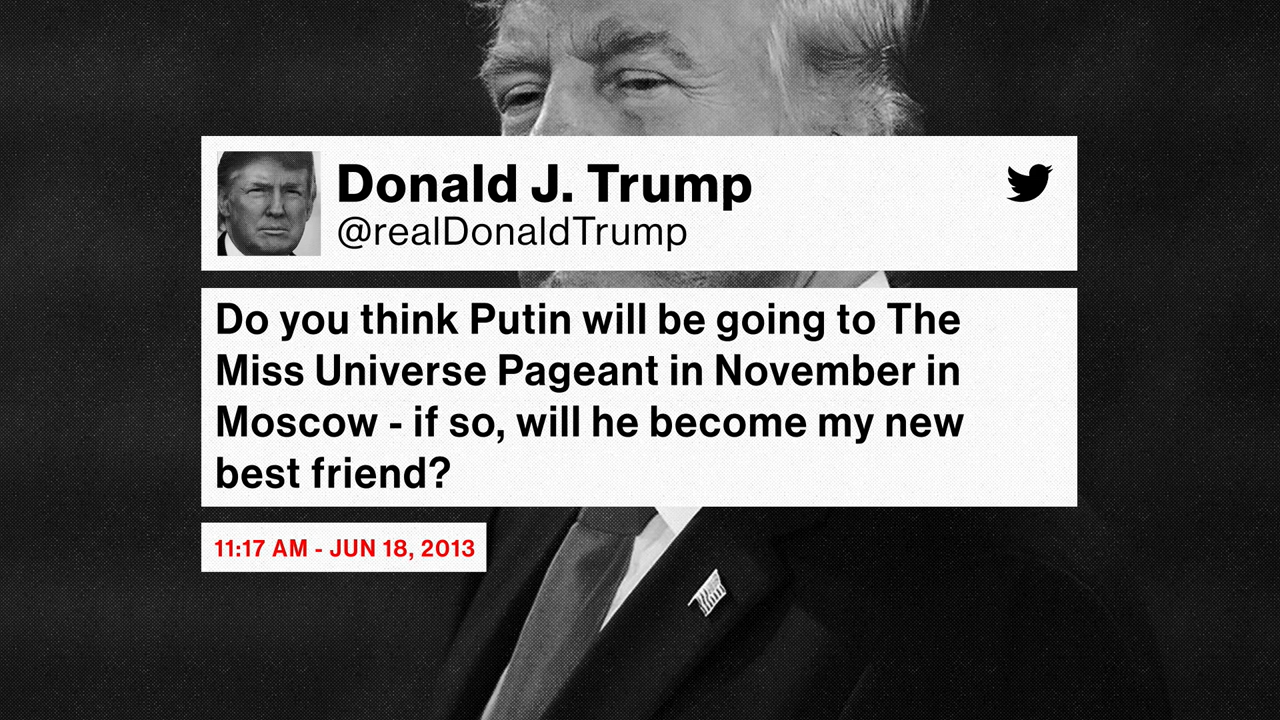 Donald J. Trump
@realDonaldTrump
Do you think Putin will be going to The
Miss Universe Pageant in November in
Moscow - if so, will he become my new
best friend?
11:17 AM - JUN 18, 2013